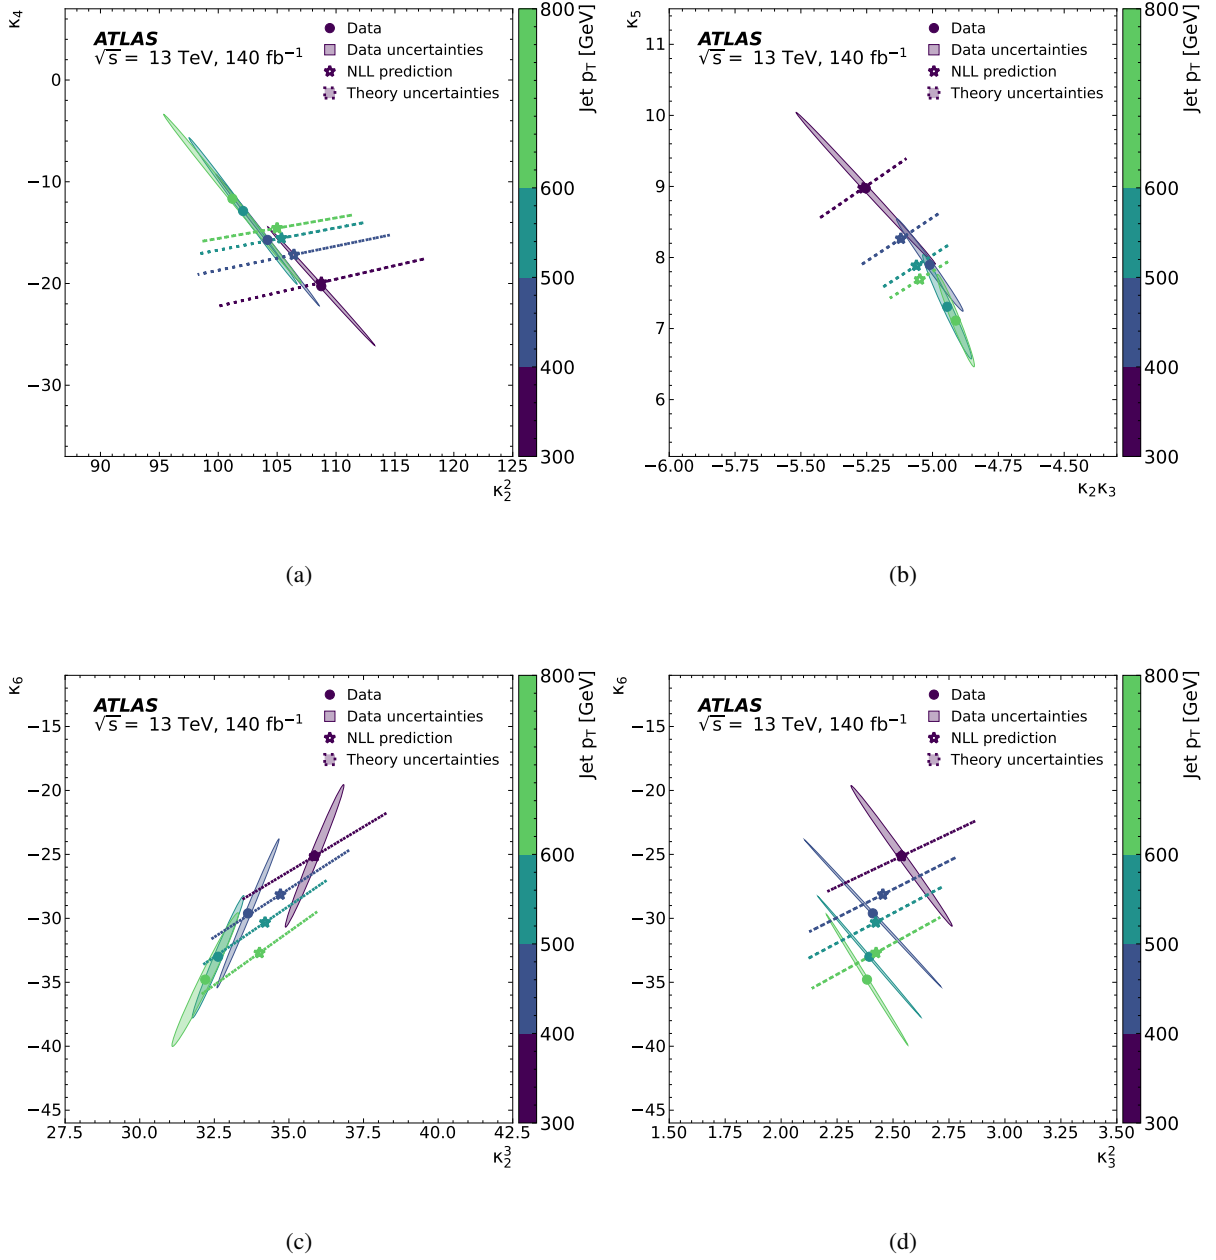 κ₄
ATLAS
√s = 13 TeV, 140 fb⁻¹
Data
Data uncertainties
NLL prediction
Theory uncertainties
0
−10
−20
−30
90 95 100 105 110 115 120 125
κ₂²
800
600
500
400
300
Jet p_T [GeV]
(a)
κ₅
ATLAS
√s = 13 TeV, 140 fb⁻¹
Data
Data uncertainties
NLL prediction
Theory uncertainties
11
10
9
8
7
6
−6.00 −5.75 −5.50 −5.25 −5.00 −4.75 −4.50
κ₂κ₃
800
600
500
400
300
Jet p_T [GeV]
(b)
κ₆
ATLAS
√s = 13 TeV, 140 fb⁻¹
Data
Data uncertainties
NLL prediction
Theory uncertainties
−15
−20
−25
−30
−35
−40
−45
27.5 30.0 32.5 35.0 37.5 40.0 42.5
κ₂³
800
600
500
400
300
Jet p_T [GeV]
(c)
κ₆
ATLAS
√s = 13 TeV, 140 fb⁻¹
Data
Data uncertainties
NLL prediction
Theory uncertainties
−15
−20
−25
−30
−35
−40
−45
1.50 1.75 2.00 2.25 2.50 2.75 3.00 3.25 3.50
κ₃²
800
600
500
400
300
Jet p_T [GeV]
(d)